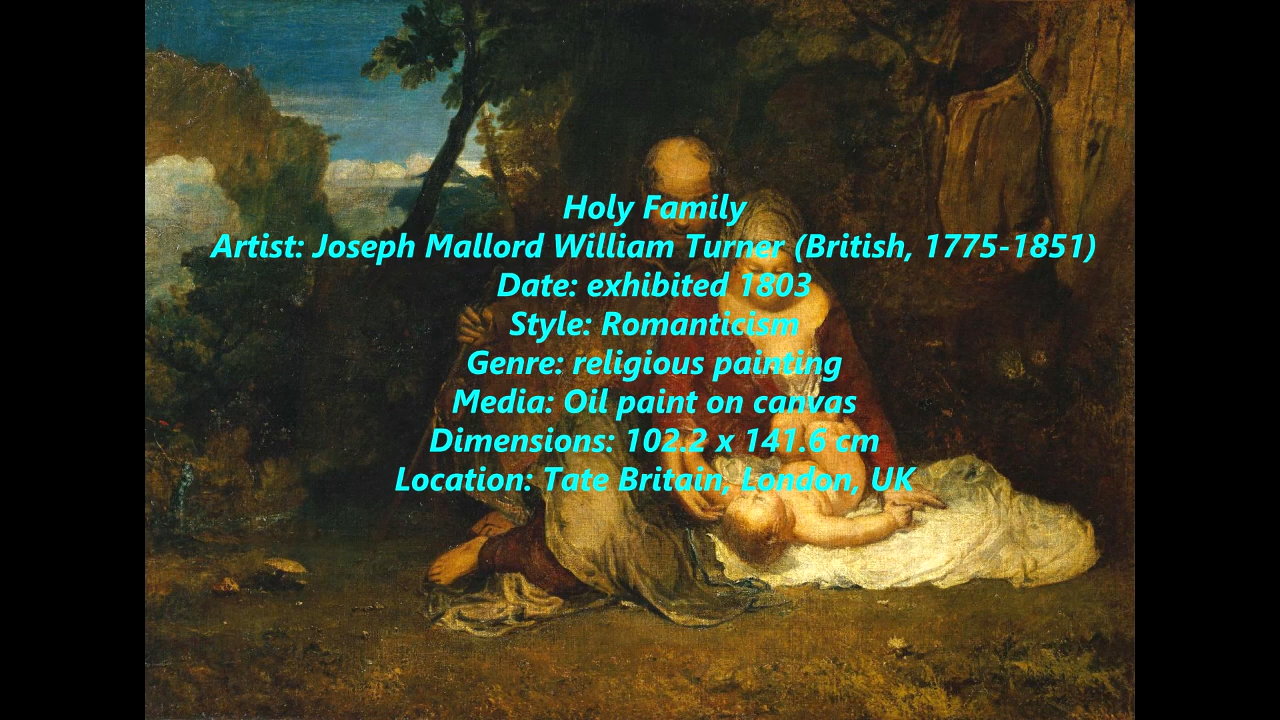 Holy Family
Artist: Joseph Mallord William Turner (British, 1775-1851)
Date: exhibited 1803
Style: Romanticism
Genre: religious painting
Media: Oil paint on canvas
Dimensions: 102.2 x 141.6 cm
Location: Tate Britain, London, UK